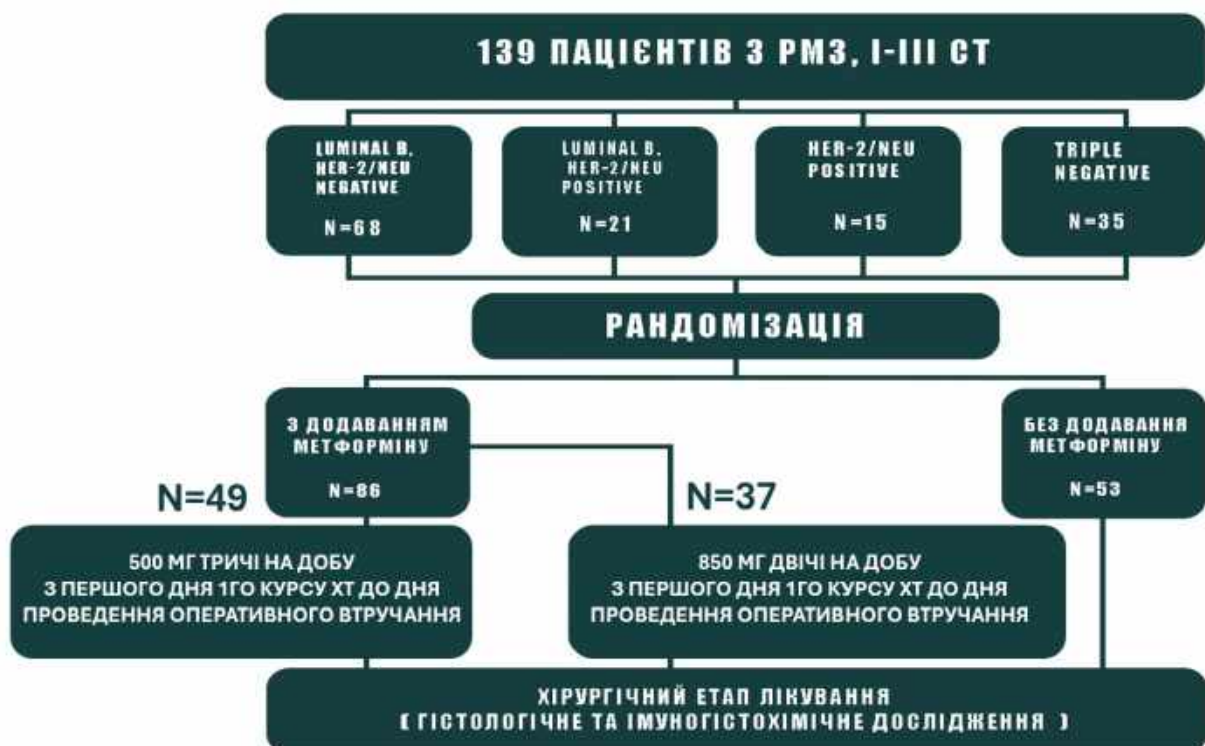 139 ПАЦІЄНТІВ З РМЗ, І-ІІІ СТ
LUMINAL B,
HER-2/NEU
NEGATIVE
N=68
LUMINAL B,
HER-2/NEU
POSITIVE
N=21
HER-2/NEU
POSITIVE
N=15
TRIPLE
NEGATIVE
N=35
РАНДОМІЗАЦІЯ
З ДОДАВАННЯМ
МЕТФОРМІНУ
N=86
БЕЗ ДОДАВАННЯ
МЕТФОРМІНУ
N=53
N=49
N=37
500 МГ ТРИЧІ НА ДОБУ
З ПЕРШОГО ДНЯ 1ГО КУРСУ ХТ ДО ДНЯ
ПРОВЕДЕННЯ ОПЕРАТИВНОГО ВТРУЧАННЯ
850 МГ ДВІЧІ НА ДОБУ
З ПЕРШОГО ДНЯ 1ГО КУРСУ ХТ ДО ДНЯ
ПРОВЕДЕННЯ ОПЕРАТИВНОГО ВТРУЧАННЯ
ХІРУРГІЧНИЙ ЕТАП ЛІКУВАННЯ
( ГІСТОЛОГІЧНЕ ТА ІМУНОГІСТОХІМІЧНЕ ДОСЛІДЖЕННЯ )